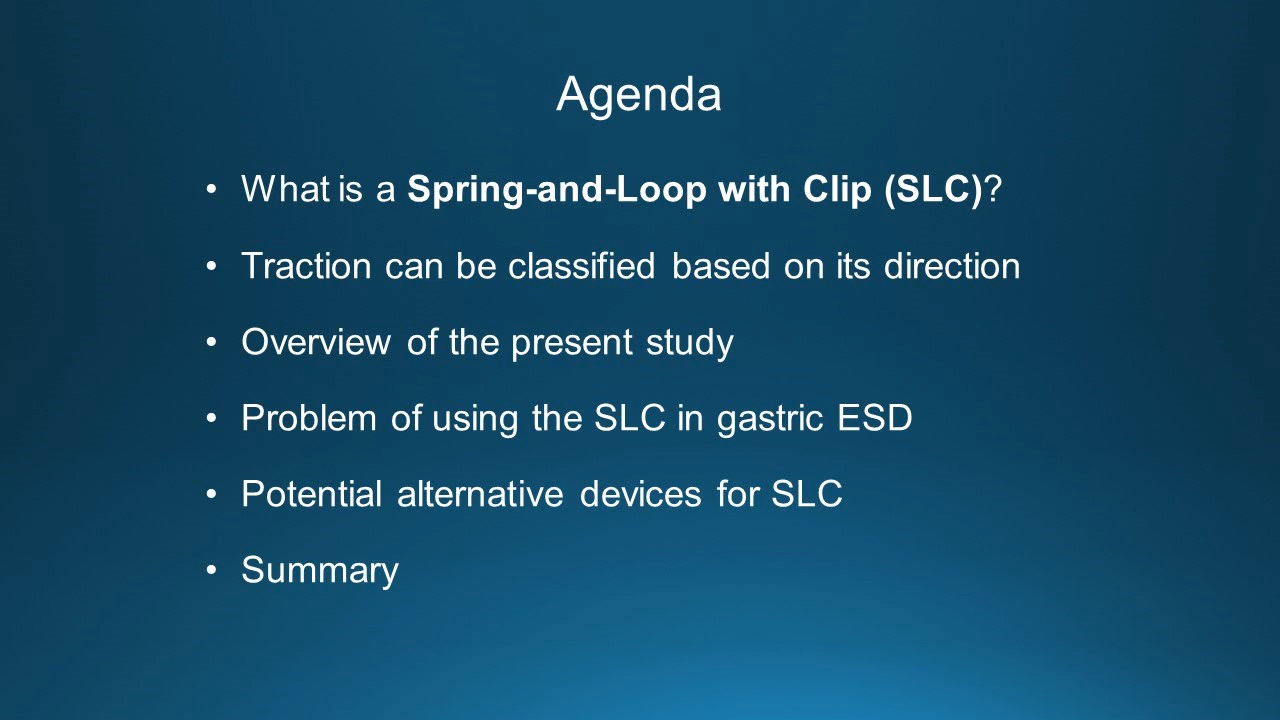 Agenda
• What is a Spring-and-Loop with Clip (SLC)?
• Traction can be classified based on its direction
• Overview of the present study
• Problem of using the SLC in gastric ESD
• Potential alternative devices for SLC
• Summary